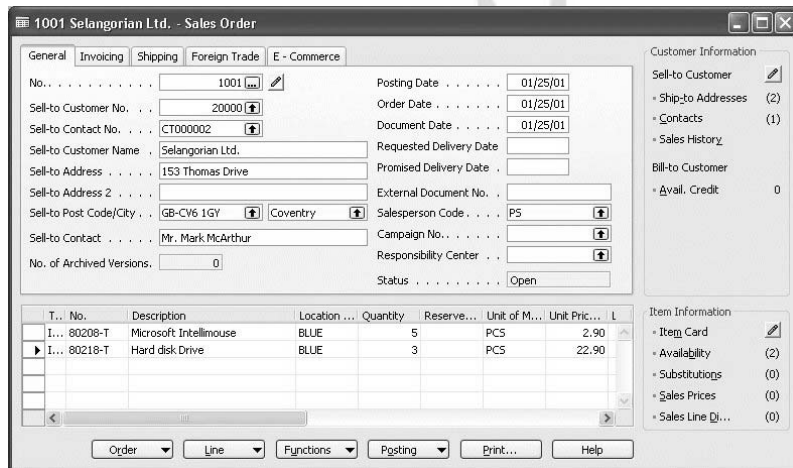 1001 Selangorian Ltd. - Sales Order
General Invoicing Shipping Foreign Trade E - Commerce
No. . . . . . . . . . . . 1001 ... Posting Date . . . . . . 01/25/01
Sell-to Customer No. . . 20000 Order Date . . . . . . . 01/25/01
Sell-to Contact No. . . . CT000002 Document Date . . . . . 01/25/01
Sell-to Customer Name . Selangorian Ltd. Requested Delivery Date
Sell-to Address . . . . . 153 Thomas Drive Promised Delivery Date .
Sell-to Address 2 . . . . External Document No. .
Sell-to Post Code/City . . GB-CV6 1GY Coventry Salesperson Code . . . . PS
Sell-to Contact . . . . . Mr. Mark McArthur Campaign No. . . . . . .
No. of Archived Versions. 0 Responsibility Center . .
Status . . . . . . . . . Open
Customer Information
Sell-to Customer
Ship-to Addresses (2)
Contacts (1)
Sales History
Bill-to Customer
Avail. Credit 0
T.. No. Description Location ... Quantity Reserve... Unit of M... Unit Pric... L
I... 80208-T Microsoft Intellimouse BLUE 5 PCS 2.90
I... 80218-T Hard disk Drive BLUE 3 PCS 22.90
Item Information
Item Card
Availability (2)
Substitutions (0)
Sales Prices (0)
Sales Line Di... (0)
Order Line Functions Posting Print... Help